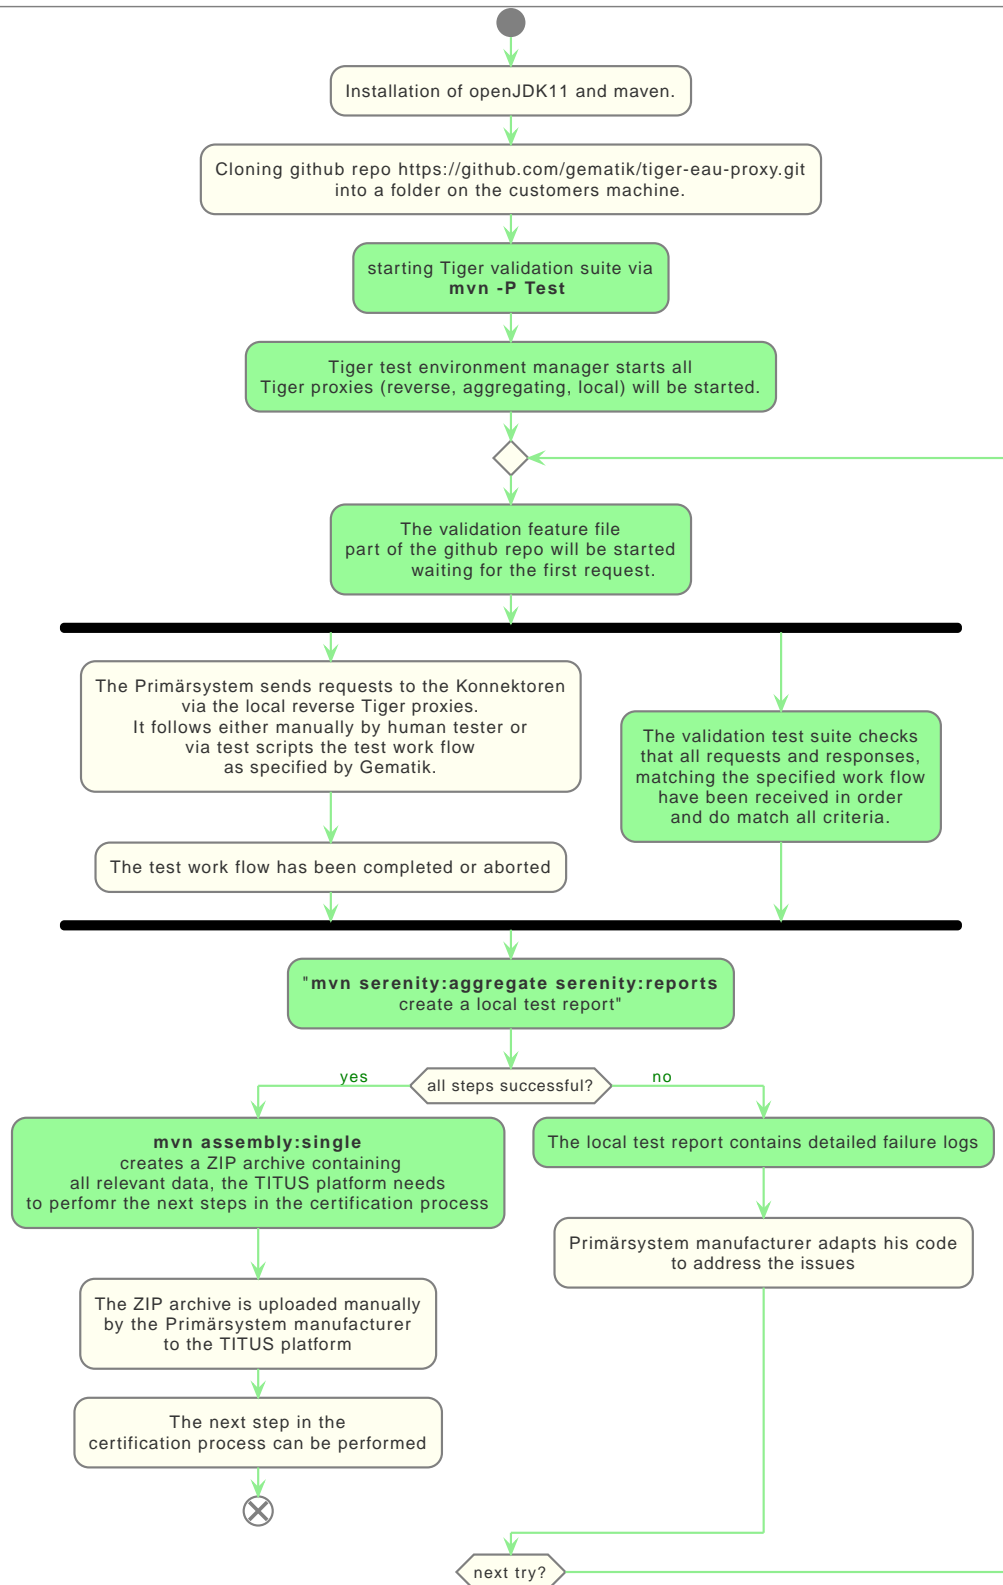 Installation of openJDK11 and maven.
Cloning github repo https://github.com/gematik/tiger-eau-proxy.git
into a folder on the customers machine.
starting Tiger validation suite via
mvn -P Test
Tiger test environment manager starts all
Tiger proxies (reverse, aggregating, local) will be started.
The validation feature file
part of the github repo will be started
waiting for the first request.
The Primärsystem sends requests to the Konnektoren
via the local reverse Tiger proxies.
It follows either manually by human tester or
via test scripts the test work flow
as specified by Gematik.
The validation test suite checks
that all requests and responses,
matching the specified work flow
have been received in order
and do match all criteria.
The test work flow has been completed or aborted
"mvn serenity:aggregate serenity:reports
create a local test report"
yes
all steps successful?
no
mvn assembly:single
creates a ZIP archive containing
all relevant data, the TITUS platform needs
to perfomr the next steps in the certification process
The local test report contains detailed failure logs
Primärsystem manufacturer adapts his code
to address the issues
The ZIP archive is uploaded manually
by the Primärsystem manufacturer
to the TITUS platform
The next step in the
certification process can be performed
next try?